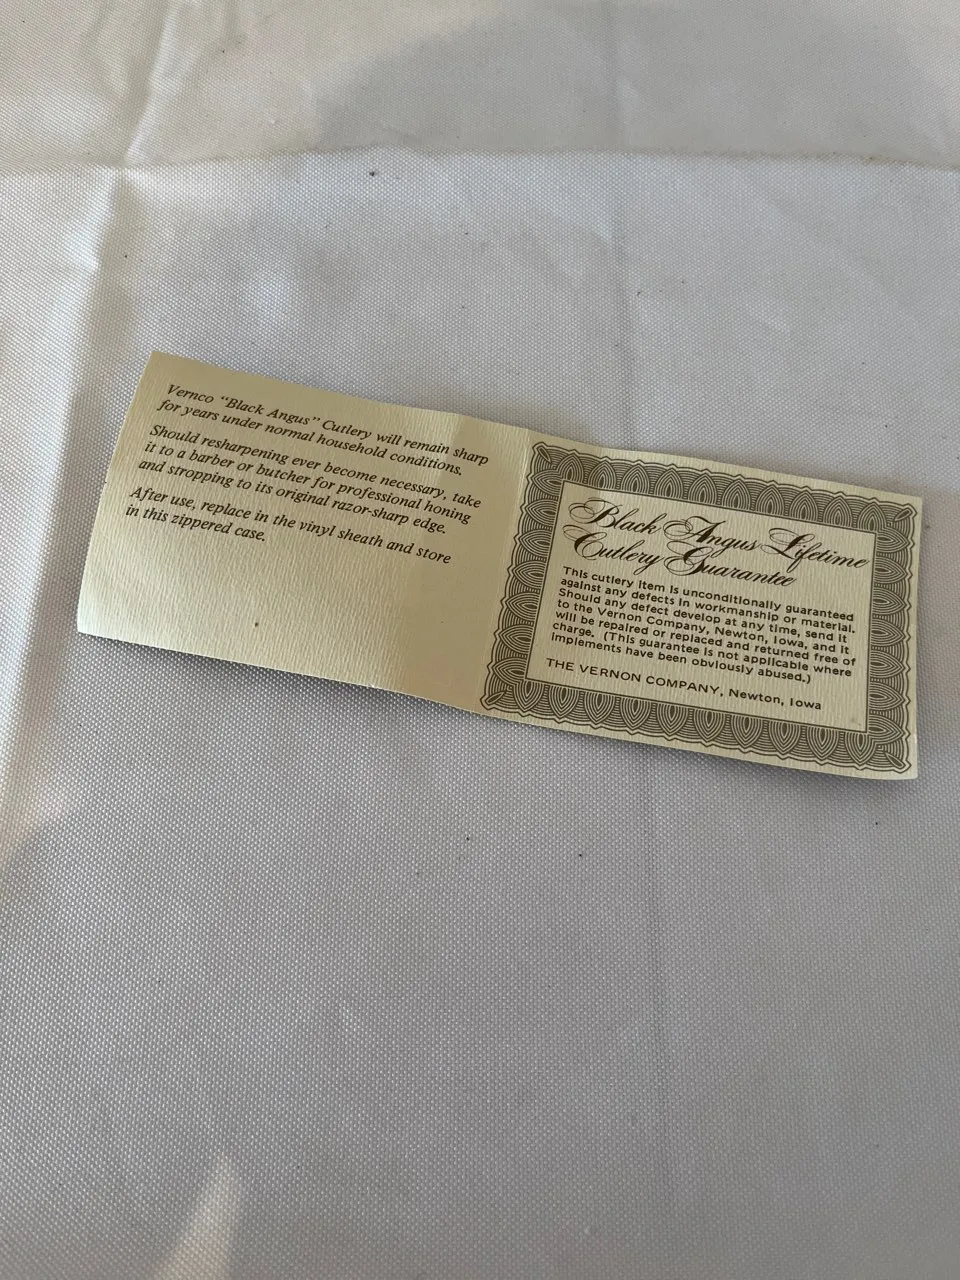 Vernco "Black Angus" Cutlery will remain sharp
for years under normal household conditions.
Should resharpening ever become necessary, take
it to a barber or butcher for professional honing
and stropping to its original razor-sharp edge.
After use, replace in the vinyl sheath and store
in this zippered case.
Black Angus Lifetime
Cutlery Guarantee
This cutlery item is unconditionally guaranteed
against any defects in workmanship or material.
Should any defect develop at any time, send it
to the Vernon Company, Newton, Iowa, and it
will be repaired or replaced and returned free of
charge. (This guarantee is not applicable where
implements have been obviously abused.)
THE VERNON COMPANY, Newton, Iowa